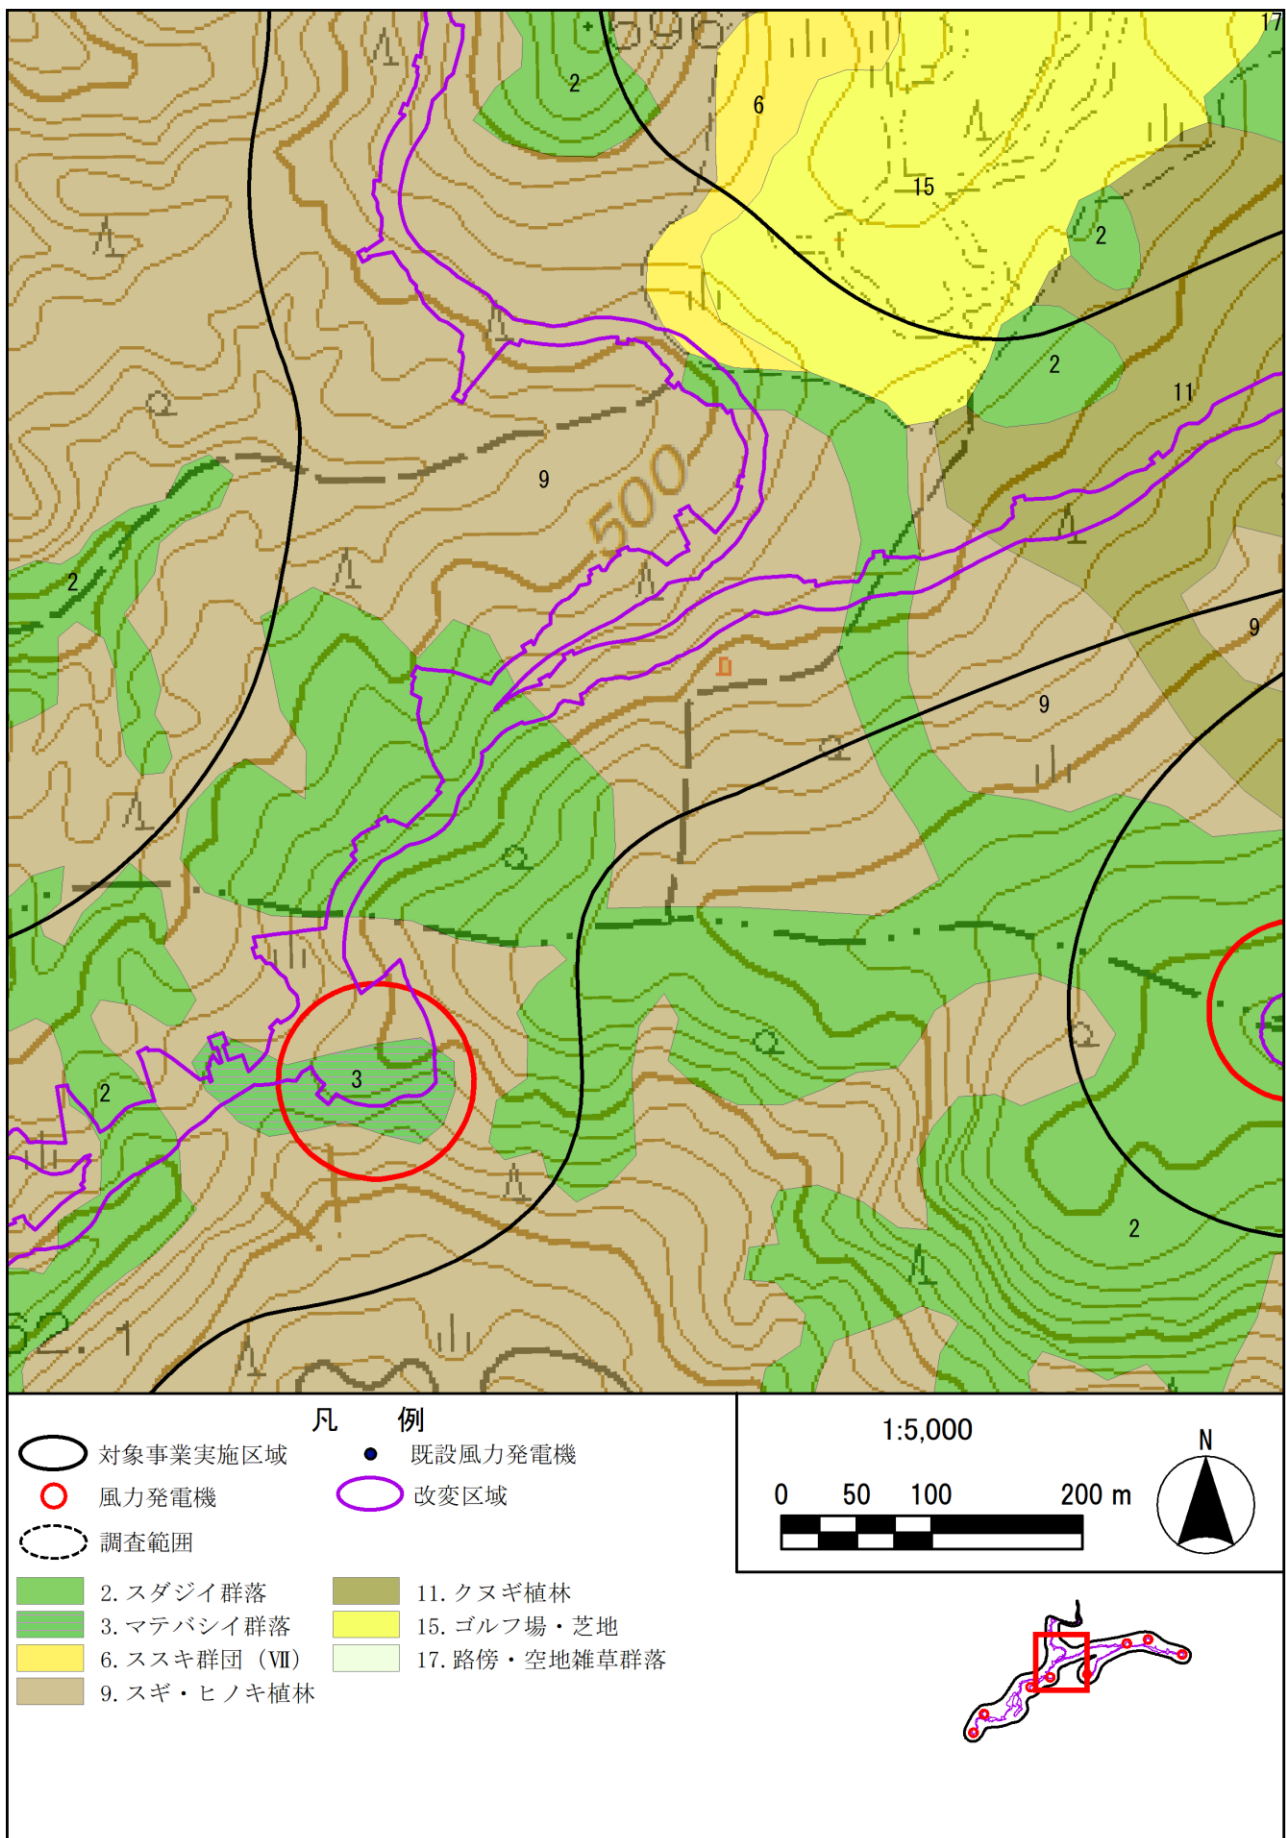 596
17
2
6
15
2
2
11
9
500
2
9
9
3
2
2
62.1
凡 例
対象事業実施区域
既設風力発電機
風力発電機
改変区域
調査範囲
2. スダジイ群落
11. クヌギ植林
3. マテバシイ群落
15. ゴルフ場・芝地
6. ススキ群団（Ⅶ）
17. 路傍・空地雑草群落
9. スギ・ヒノキ植林
1:5,000
N
0 50 100 200 m